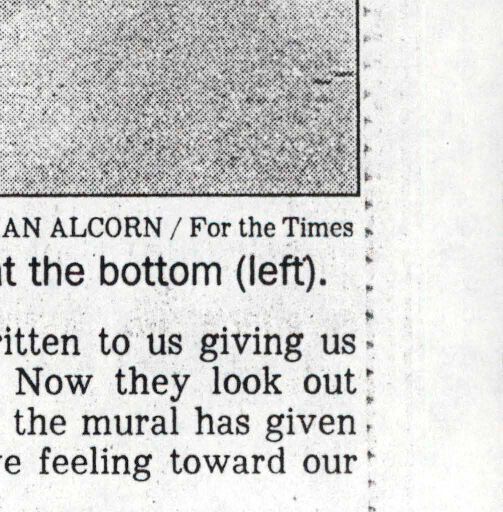 AN ALCORN / For the Times
t the bottom (left).
itten to us giving us
Now they look out
the mural has given
e feeling toward our